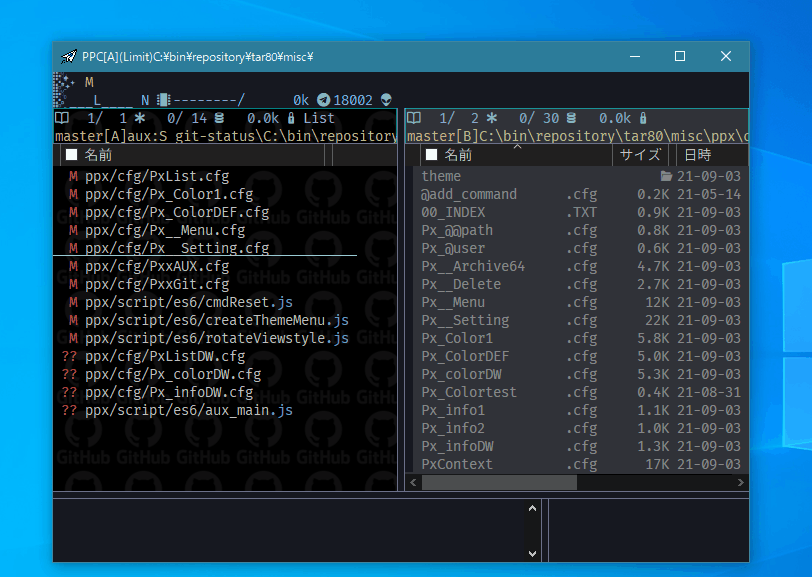 PPC[A](Limit)C:¥bin¥repository¥tar80¥misc¥
M
___L____ N --------/ 0k 18002
1/ 1 * 0/ 14 0.0k List
master[A]aux:S_git-status\C:\bin\repository
名前
M ppx/cfg/PxList.cfg
M ppx/cfg/Px_Color1.cfg
M ppx/cfg/Px_ColorDEF.cfg
M ppx/cfg/Px__Menu.cfg
M ppx/cfg/Px__Setting.cfg
M ppx/cfg/PxxAUX.cfg
M ppx/cfg/PxxGit.cfg
M ppx/script/es6/cmdReset.js
M ppx/script/es6/createThemeMenu.js
M ppx/script/es6/rotateViewstyle.js
?? ppx/cfg/PxListDW.cfg
?? ppx/cfg/Px_colorDW.cfg
?? ppx/cfg/Px_infoDW.cfg
?? ppx/script/es6/aux_main.js
GitHub GitHub GitHub GitHub GitHub GitHub
1/ 2 * 0/ 30 0.0k
master[B]C:\bin\repository\tar80\misc\ppx\c
名前 サイズ 日時
theme 21-09-03
@add_command .cfg 0.2K 21-05-14
00_INDEX .TXT 0.9K 21-09-03
Px_@@path .cfg 0.8K 21-09-03
Px_@user .cfg 0.6K 21-09-03
Px__Archive64 .cfg 4.7K 21-09-03
Px__Delete .cfg 2.7K 21-09-03
Px__Menu .cfg 12K 21-09-03
Px__Setting .cfg 22K 21-09-03
Px_Color1 .cfg 5.8K 21-09-03
Px_ColorDEF .cfg 5.0K 21-09-03
Px_colorDW .cfg 5.3K 21-09-03
Px_Colortest .cfg 0.4K 21-08-31
Px_info1 .cfg 1.1K 21-09-03
Px_info2 .cfg 1.0K 21-09-03
Px_infoDW .cfg 1.3K 21-09-03
PxContext .cfg 17K 21-09-03